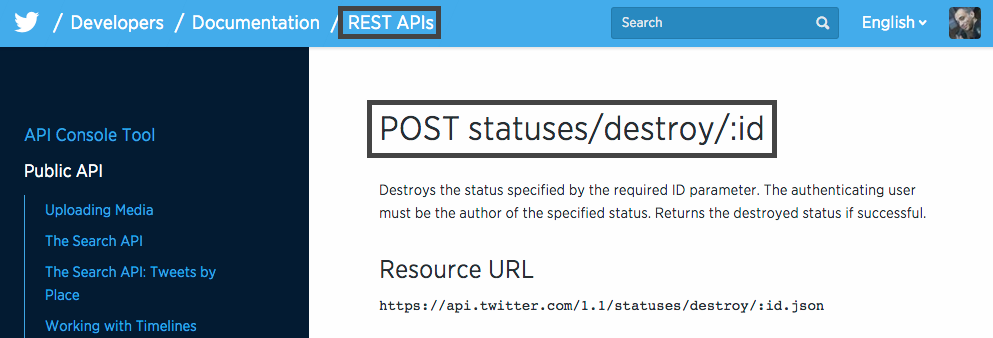 / Developers / Documentation / REST APIs
Search
English
API Console Tool
Public API
Uploading Media
The Search API
The Search API: Tweets by
Place
Working with Timelines
POST statuses/destroy/:id
Destroys the status specified by the required ID parameter. The authenticating user
must be the author of the specified status. Returns the destroyed status if successful.
Resource URL
https://api.twitter.com/1.1/statuses/destroy/:id.json